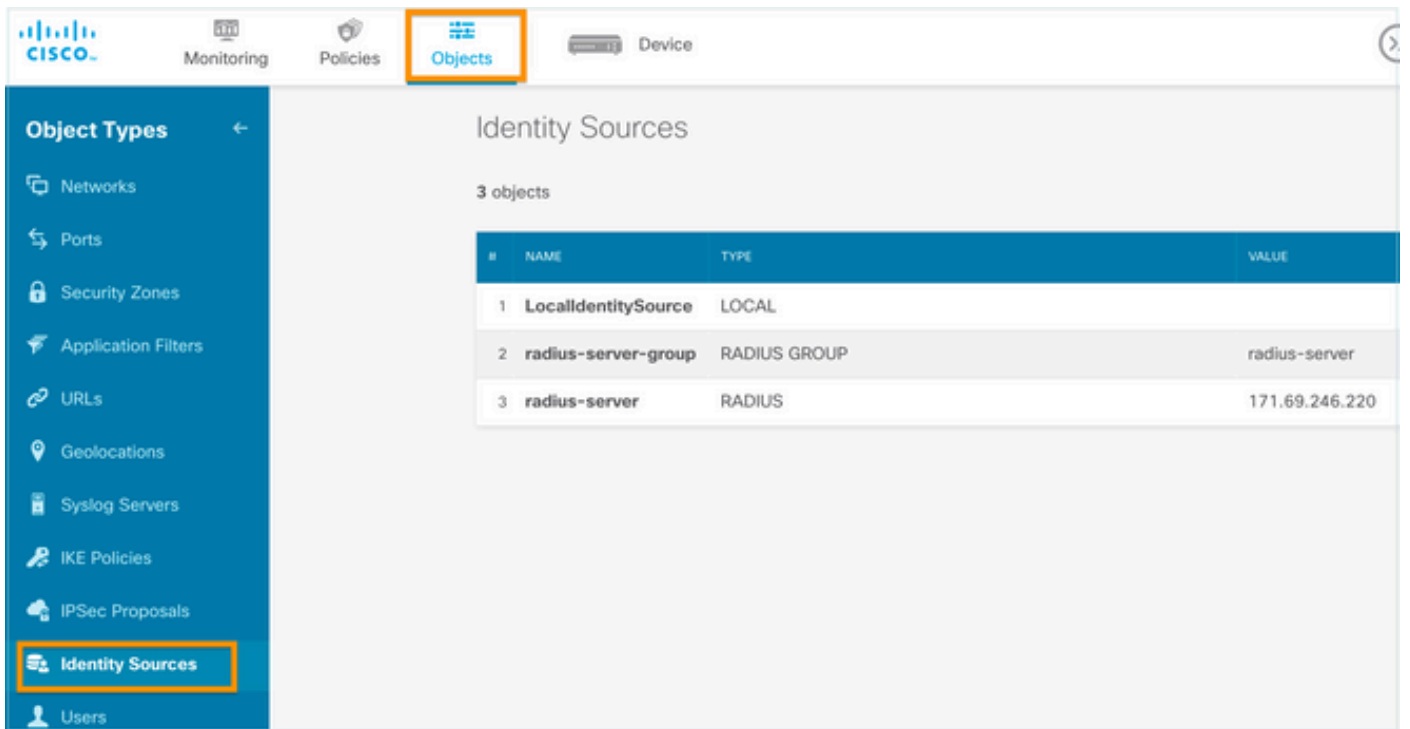 CISCO
Monitoring
Policies
Objects
Device
Object Types
Networks
Ports
Security Zones
Application Filters
URLs
Geolocations
Syslog Servers
IKE Policies
IPSec Proposals
Identity Sources
Users
Identity Sources
3 objects
# NAME TYPE VALUE
1 LocalIdentitySource LOCAL
2 radius-server-group RADIUS GROUP radius-server
3 radius-server RADIUS 171.69.246.220